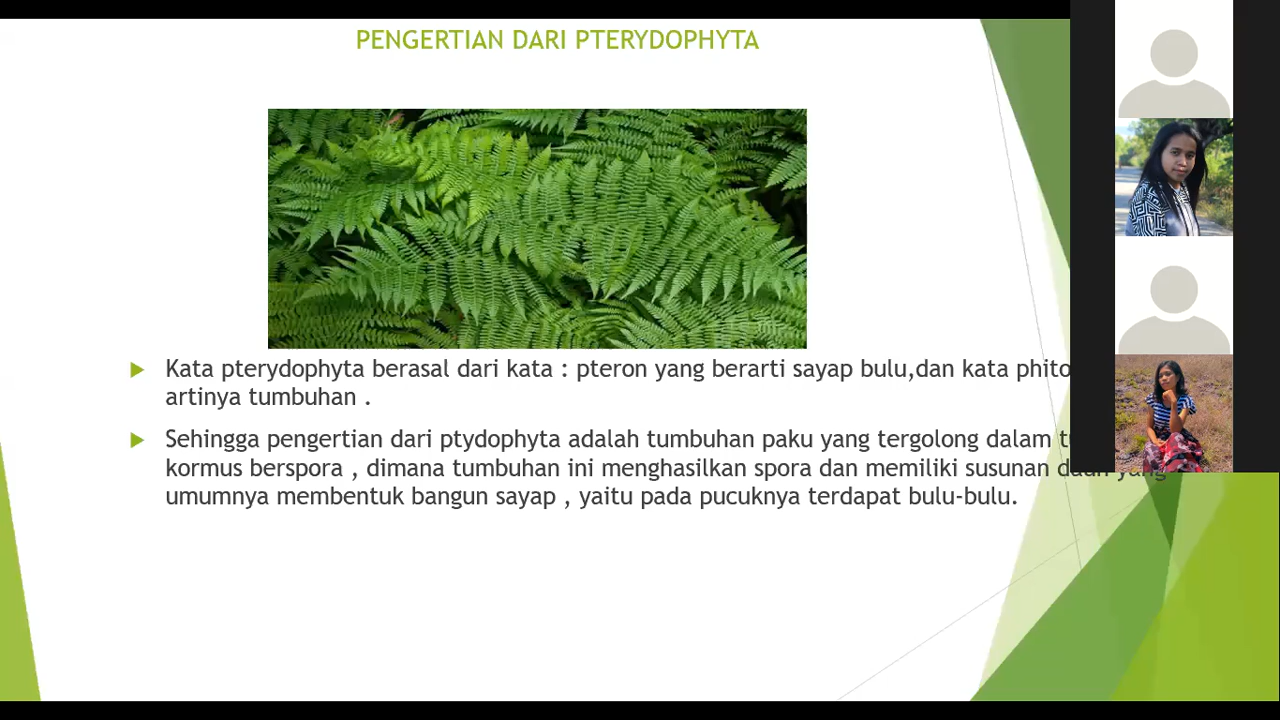 PENGERTIAN DARI PTERYDOPHYTA
Kata pterydophyta berasal dari kata : pteron yang berarti sayap bulu,dan kata
artinya tumbuhan .
Sehingga pengertian dari ptydophyta adalah tumbuhan paku yang tergolong dalam
kormus berspora , dimana tumbuhan ini menghasilkan spora dan memiliki susunan daun yang
umumnya membentuk bangun sayap , yaitu pada pucuknya terdapat bulu-bulu.